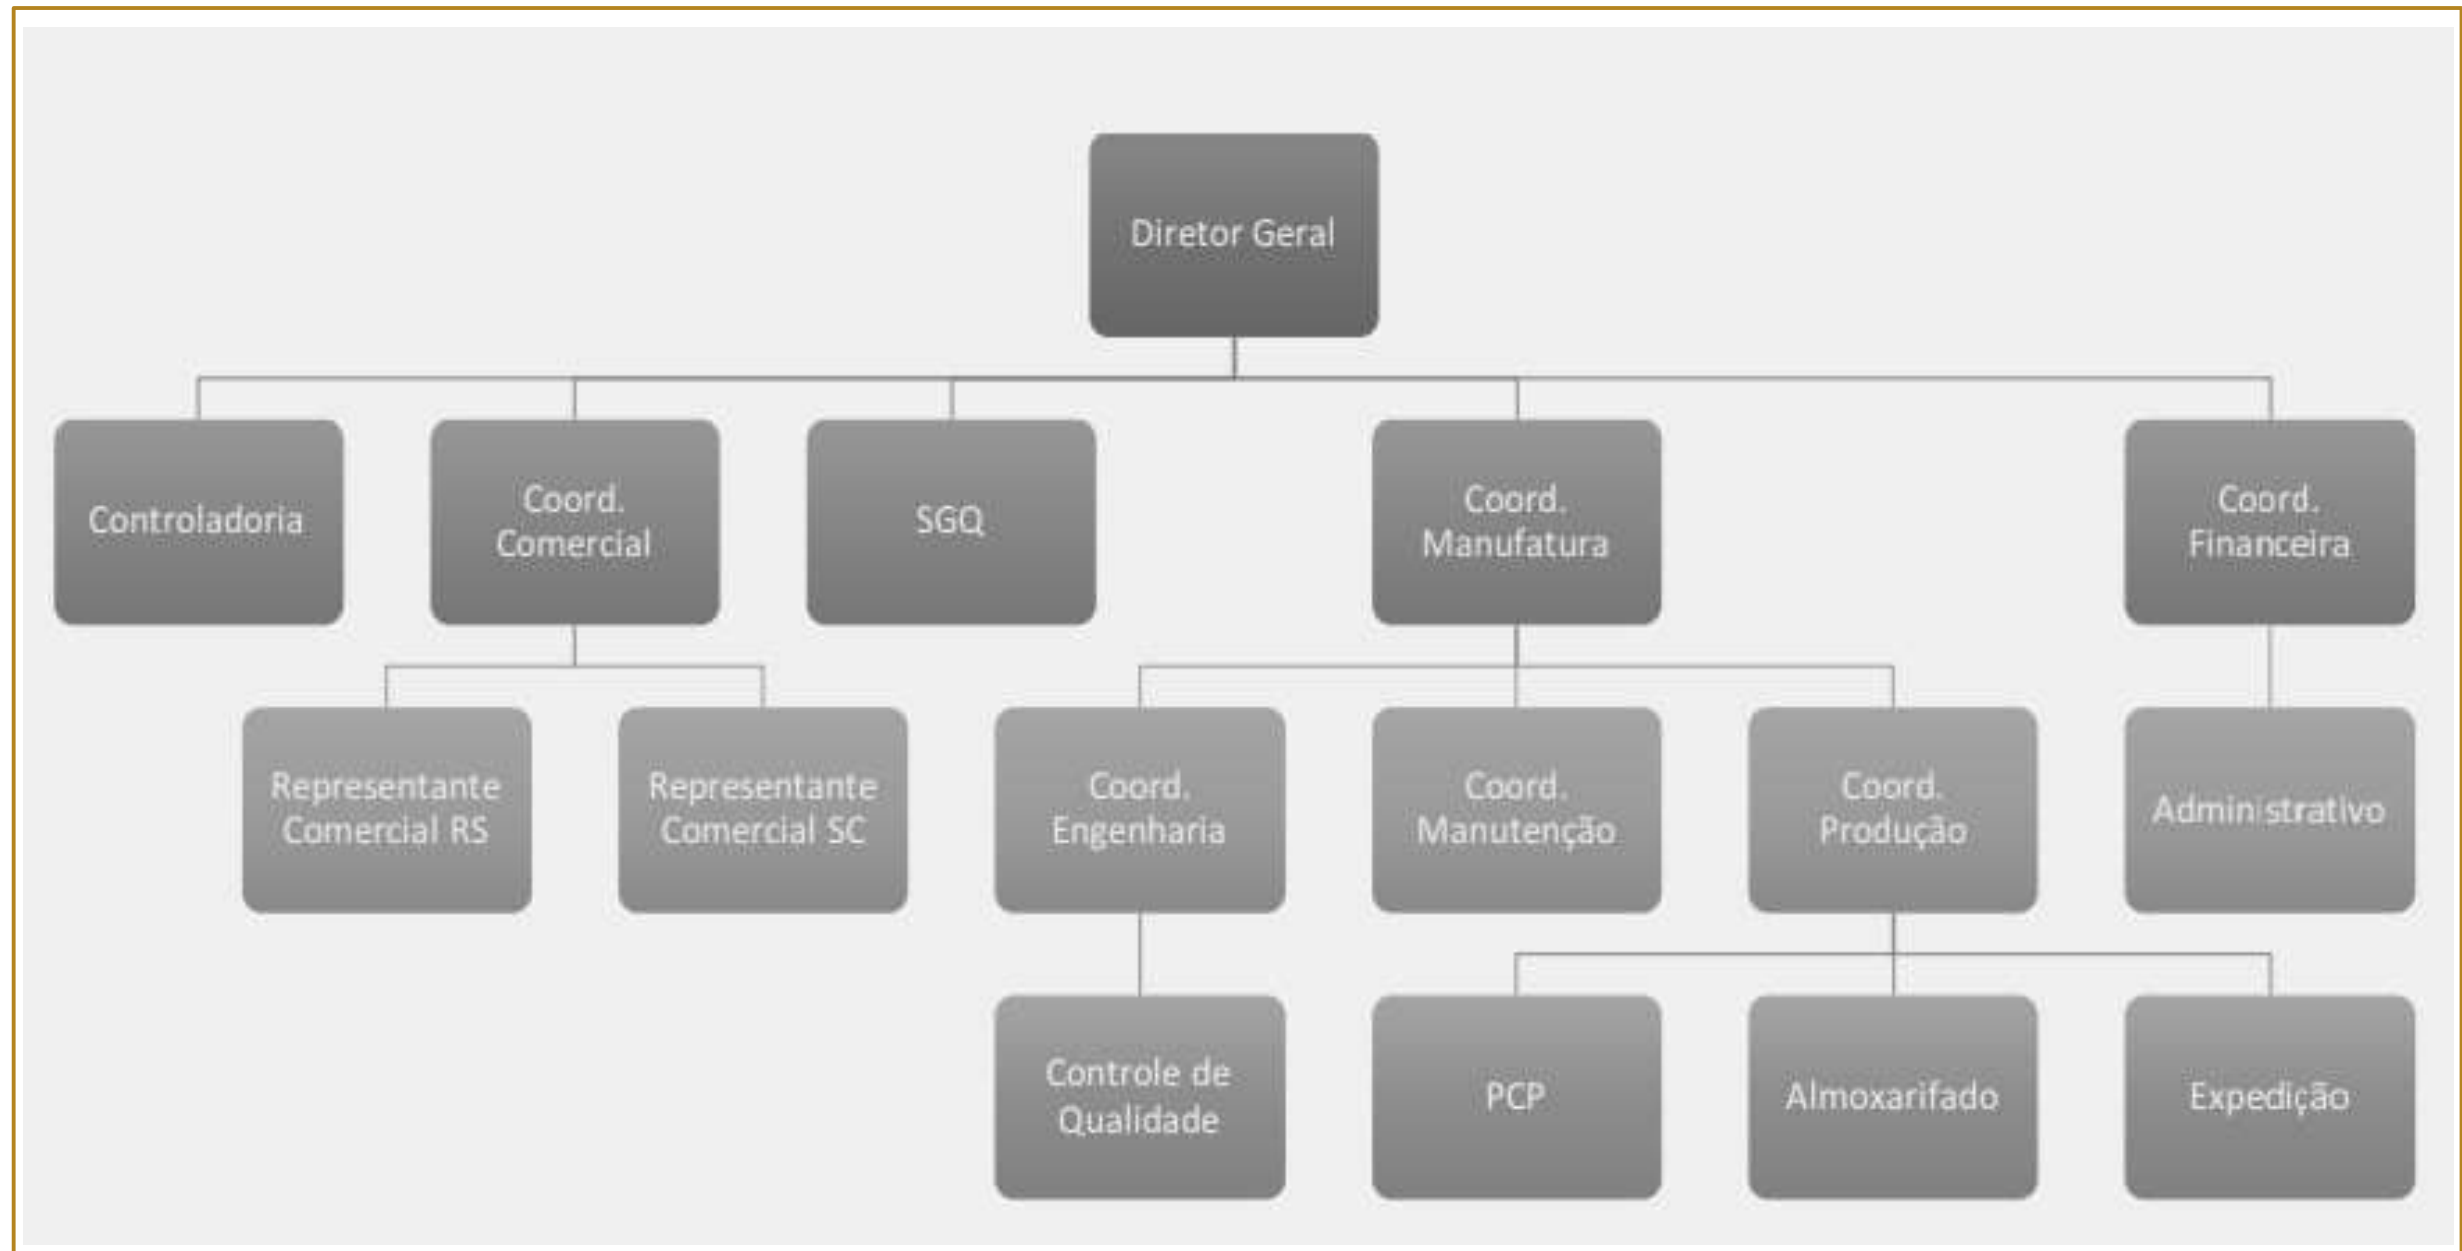 Diretor Geral
Controladoria
Coord.
Comercial
SGQ
Coord.
Manufatura
Coord.
Financeira
Representante
Comercial RS
Representante
Comercial SC
Coord.
Engenharia
Coord.
Manutenção
Coord.
Produção
Administrativo
Controle de
Qualidade
PCP
Almoxarifado
Expedição